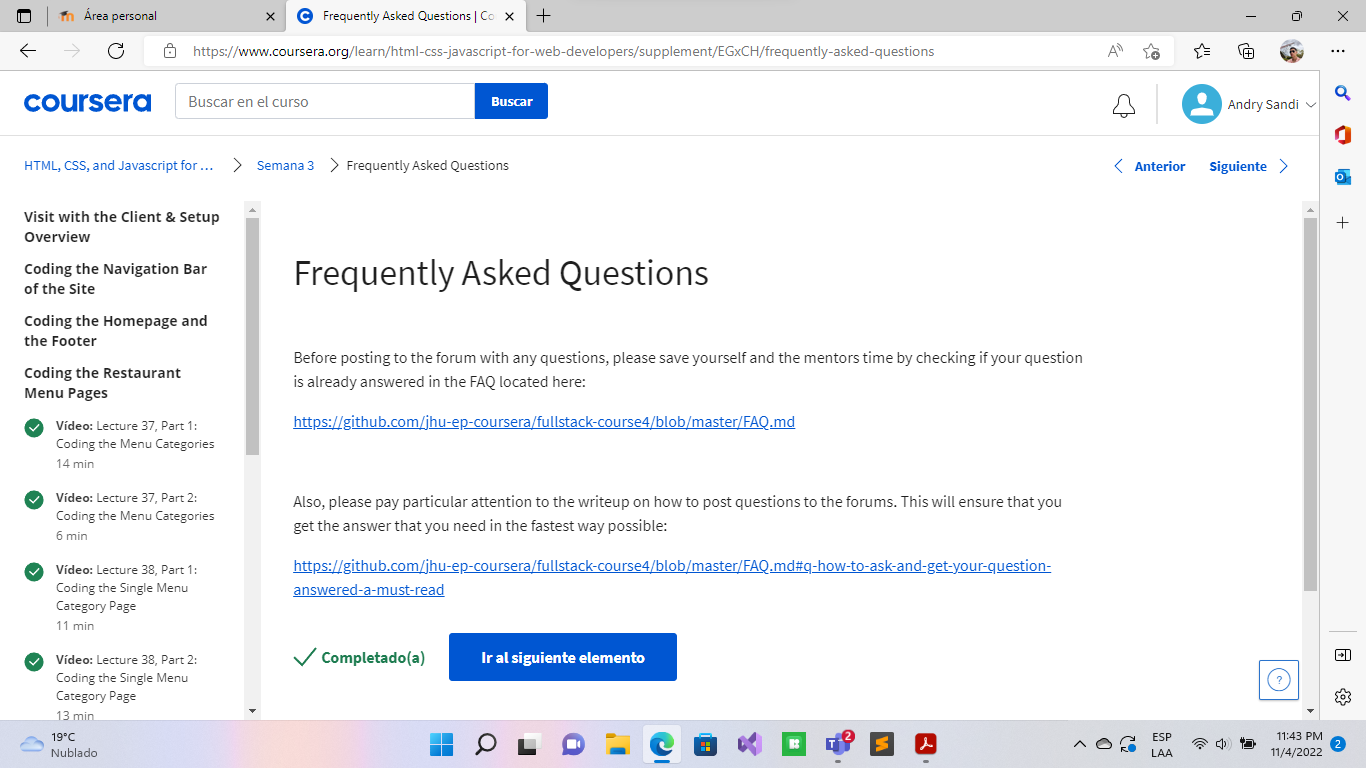 Área personal
Frequently Asked Questions | Co
https://www.coursera.org/learn/html-css-javascript-for-web-developers/supplement/EGxCH/frequently-asked-questions
coursera
Buscar en el curso
Buscar
Andry Sandi
HTML, CSS, and Javascript for ...
Semana 3
Frequently Asked Questions
Anterior
Siguiente
Visit with the Client & Setup
Overview
Coding the Navigation Bar
of the Site
Coding the Homepage and
the Footer
Coding the Restaurant
Menu Pages
Vídeo: Lecture 37, Part 1:
Coding the Menu Categories
14 min
Vídeo: Lecture 37, Part 2:
Coding the Menu Categories
6 min
Vídeo: Lecture 38, Part 1:
Coding the Single Menu
Category Page
11 min
Vídeo: Lecture 38, Part 2:
Coding the Single Menu
Category Page
13 min
Frequently Asked Questions
Before posting to the forum with any questions, please save yourself and the mentors time by checking if your question
is already answered in the FAQ located here:
https://github.com/jhu-ep-coursera/fullstack-course4/blob/master/FAQ.md
Also, please pay particular attention to the writeup on how to post questions to the forums. This will ensure that you
get the answer that you need in the fastest way possible:
https://github.com/jhu-ep-coursera/fullstack-course4/blob/master/FAQ.md#q-how-to-ask-and-get-your-question-
answered-a-must-read
Completado(a)
Ir al siguiente elemento
?
19°C
Nublado
2
ESP
LAA
11:43 PM
11/4/2022
2